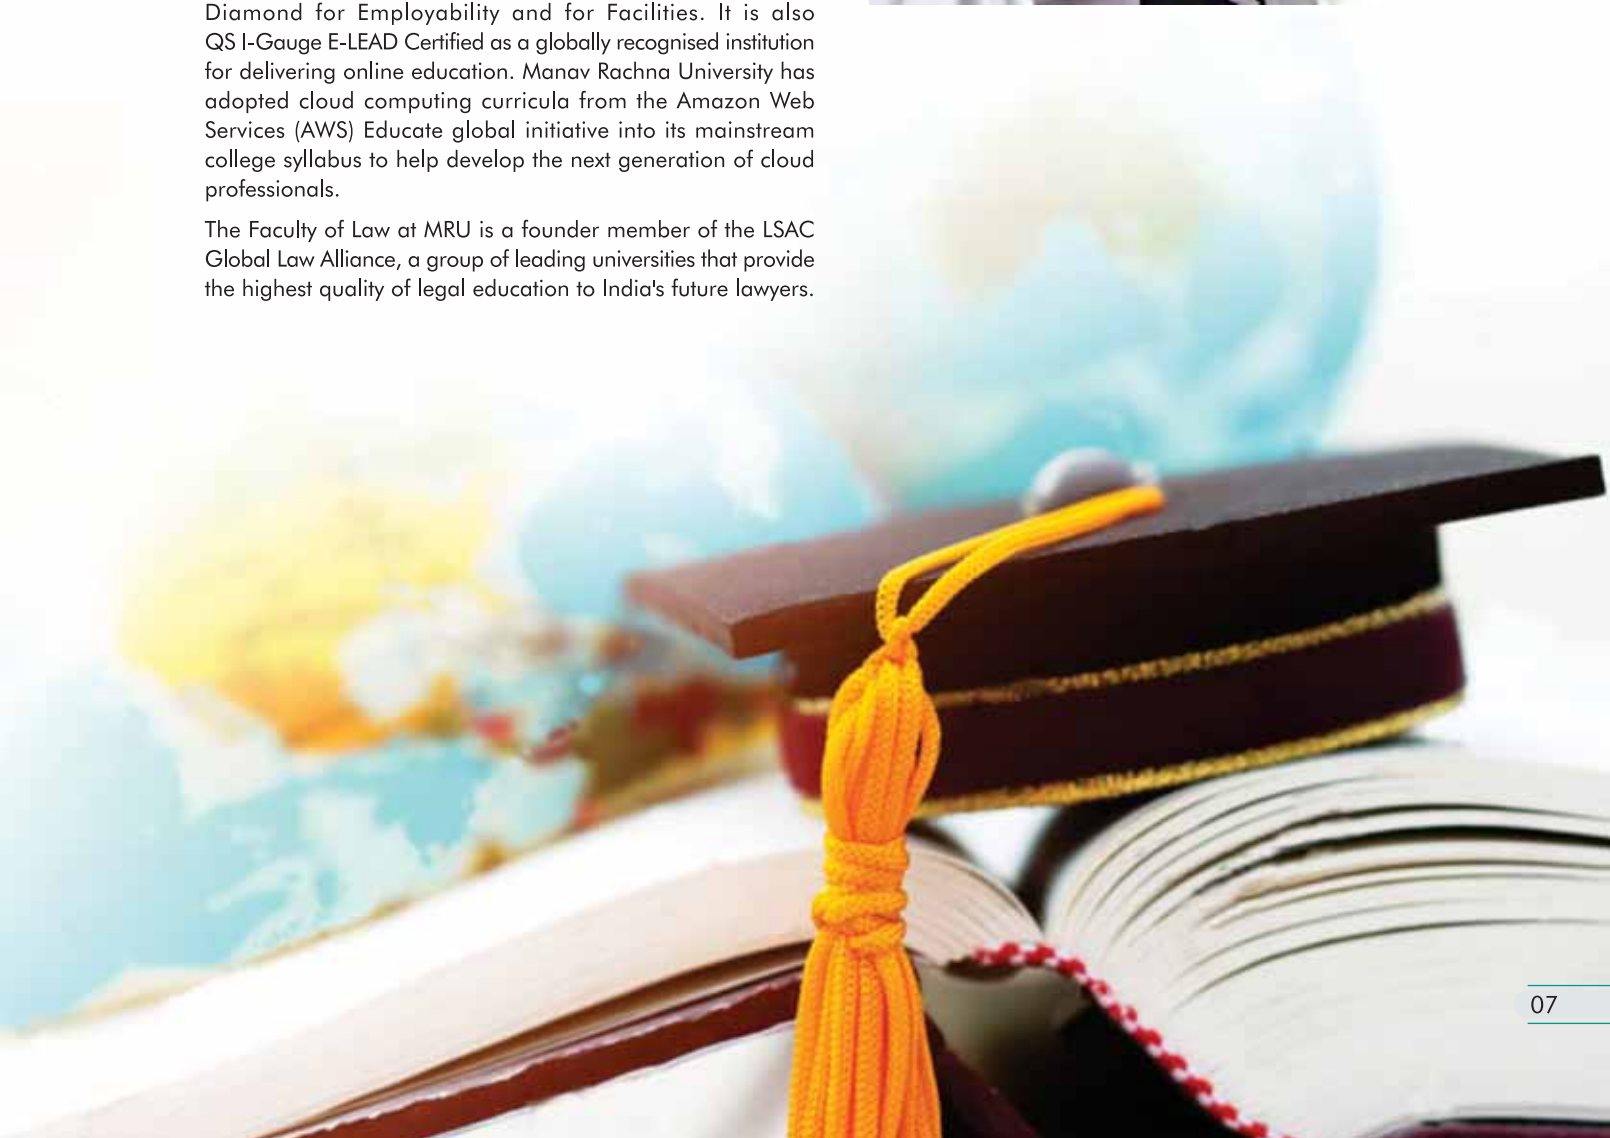 Diamond for Employability and for Facilities. It is also
QS I-Gauge E-LEAD Certified as a globally recognised institution
for delivering online education. Manav Rachna University has
adopted cloud computing curricula from the Amazon Web
Services (AWS) Educate global initiative into its mainstream
college syllabus to help develop the next generation of cloud
professionals.
The Faculty of Law at MRU is a founder member of the LSAC
Global Law Alliance, a group of leading universities that provide
the highest quality of legal education to India's future lawyers.
07